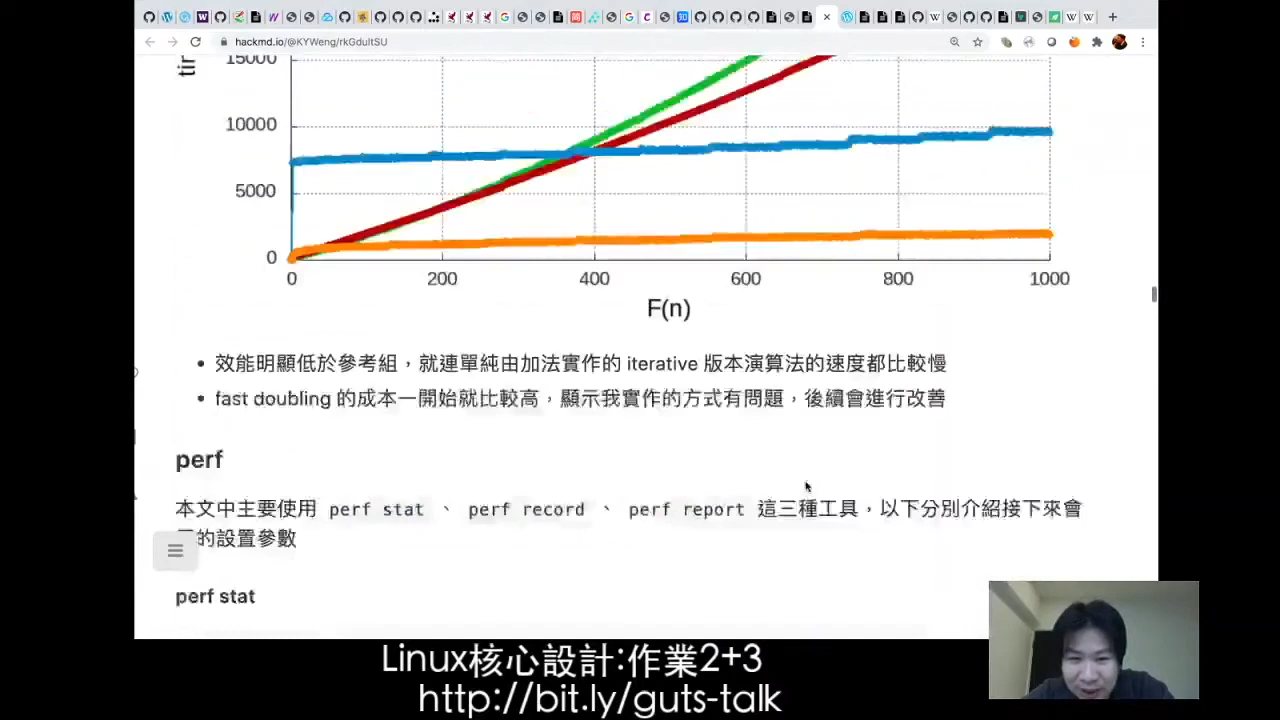 hackmd.io/@KYWeng/rkGdultSU
15000
10000
5000
0
0 200 400 600 800 1000
F(n)
• 效能明顯低於參考組，就連單純由加法實作的 iterative 版本演算法的速度都比較慢
• fast doubling 的成本一開始就比較高，顯示我實作的方式有問題，後續會進行改善
perf
本文中主要使用 perf stat 、 perf record 、 perf report 這三種工具，以下分別介紹接下來會
的設置參數
perf stat
Linux核心設計:作業2+3
http://bit.ly/guts-talk